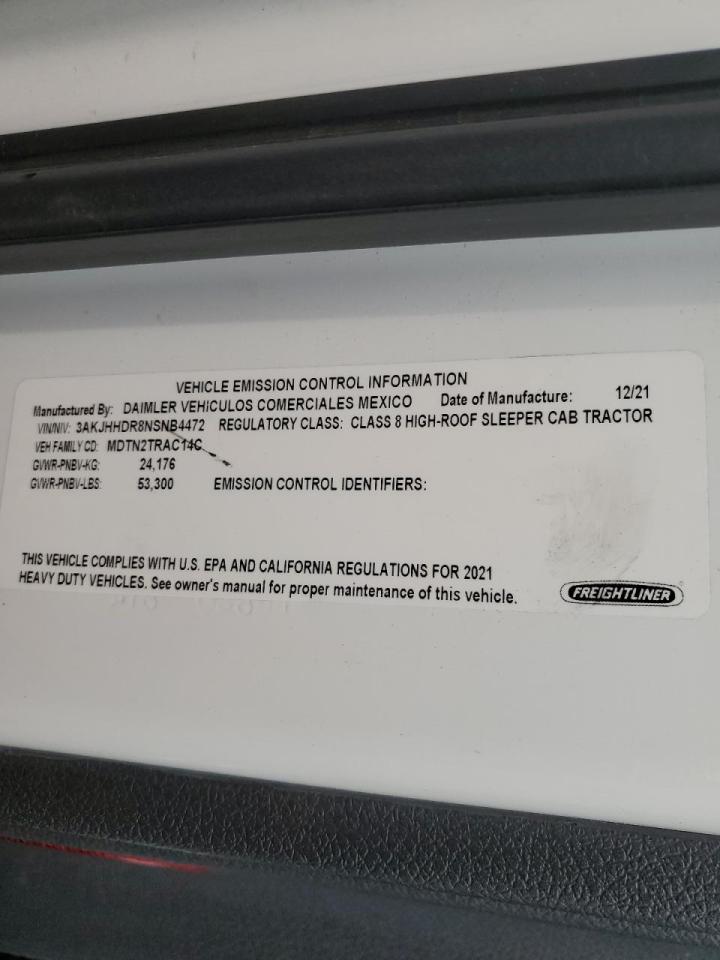 VEHICLE EMISSION CONTROL INFORMATION
Manufactured By: DAIMLER VEHICULOS COMERCIALES MEXICO Date of Manufacture: 12/21
VIN/NIV: 3AKJHHDR8NSNB4472 REGULATORY CLASS: CLASS 8 HIGH-ROOF SLEEPER CAB TRACTOR
VEH FAMILY CD: MDTN2TRAC14C
GVWR-PNBV-KG: 24,176
GVWR-PNBV-LBS: 53,300 EMISSION CONTROL IDENTIFIERS:
THIS VEHICLE COMPLIES WITH U.S. EPA AND CALIFORNIA REGULATIONS FOR 2021
HEAVY DUTY VEHICLES. See owner's manual for proper maintenance of this vehicle.
FREIGHTLINER